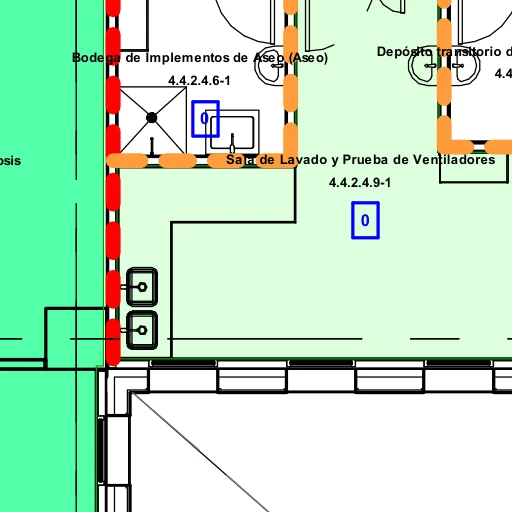 Bodega de Implementos de Aseo (Aseo)
4.4.2.4.6-1
0
Depósito transitorio d
4.4
osis
Sala de Lavado y Prueba de Ventiladores
4.4.2.4.9-1
0